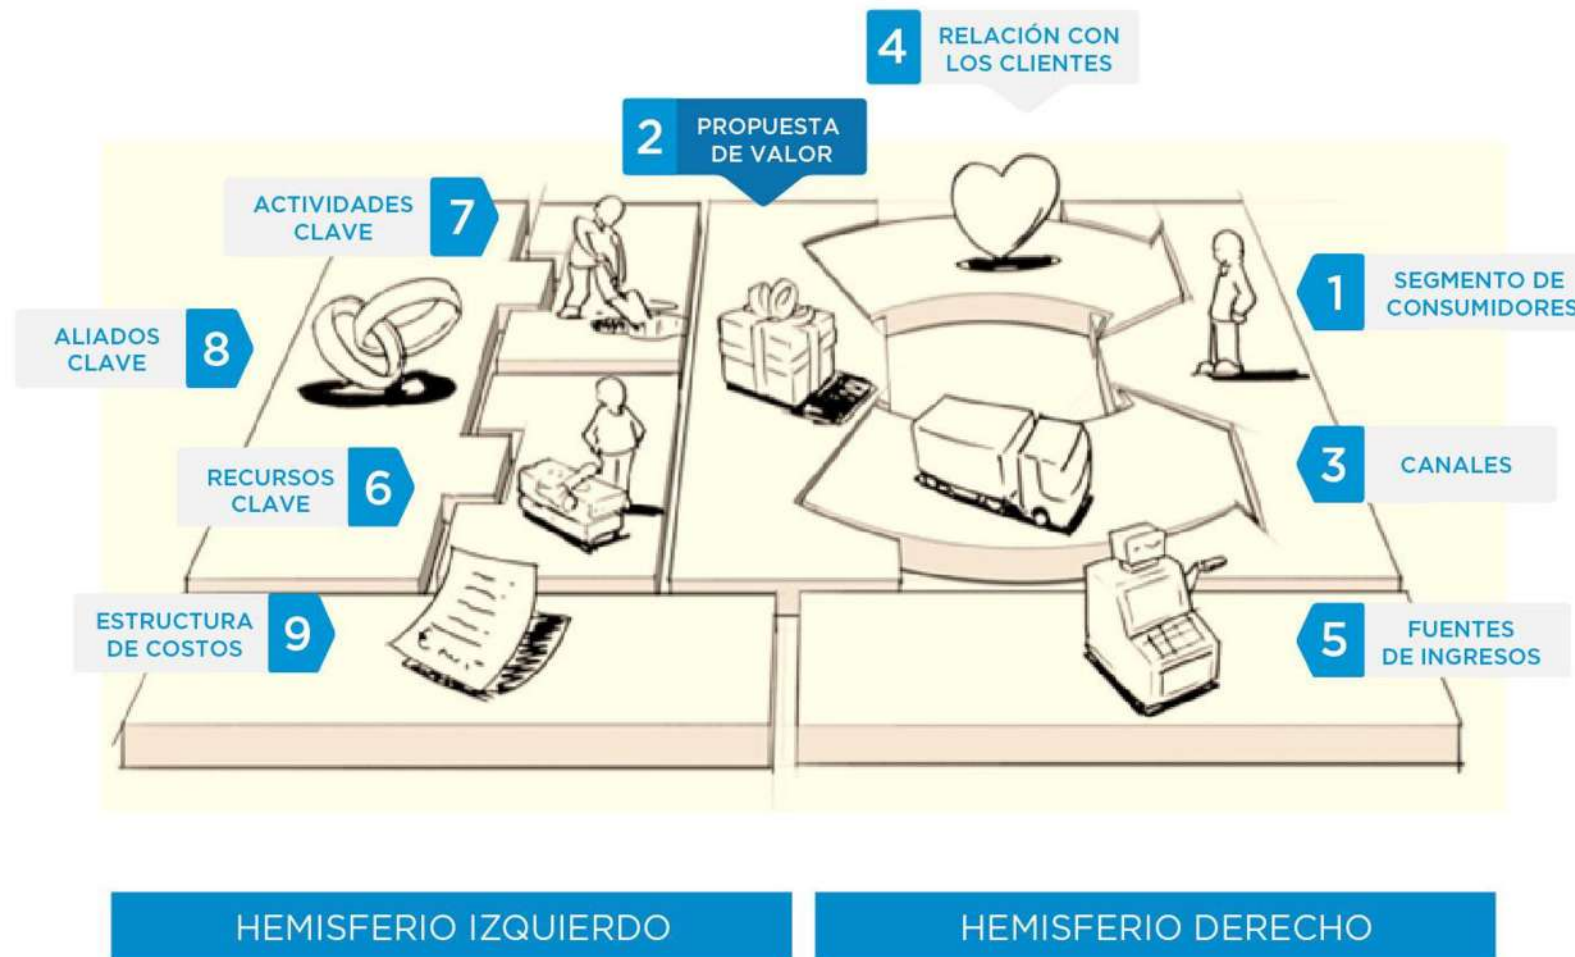 4
RELACIÓN CON
LOS CLIENTES
2
PROPUESTA
DE VALOR
ACTIVIDADES
CLAVE
7
1
SEGMENTO DE
CONSUMIDORES
ALIADOS
CLAVE
8
RECURSOS
CLAVE
6
3
CANALES
ESTRUCTURA
DE COSTOS
9
5
FUENTES
DE INGRESOS
HEMISFERIO IZQUIERDO
HEMISFERIO DERECHO